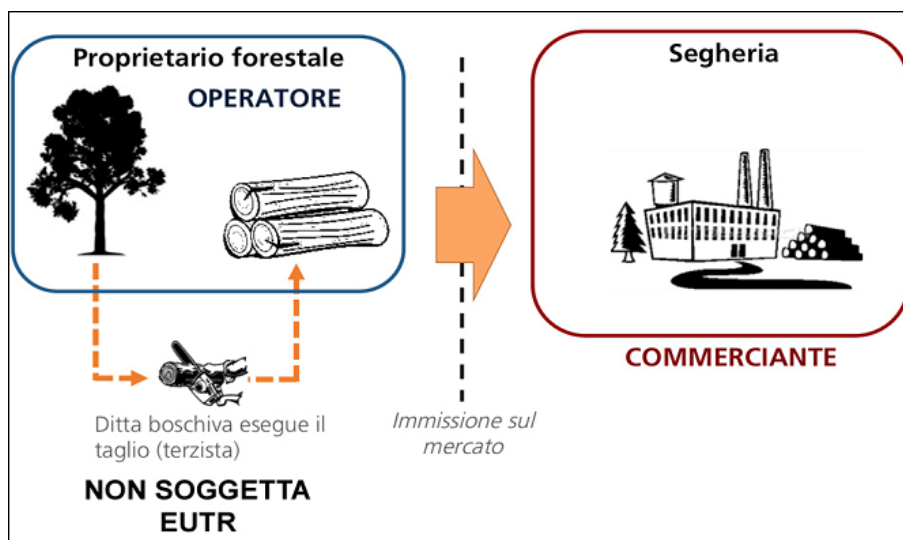 Proprietario forestale
OPERATORE
Ditta boschiva esegue il
taglio (terzista)
NON SOGGETTA
EUTR
Immissione sul
mercato
Segheria
COMMERCIANTE